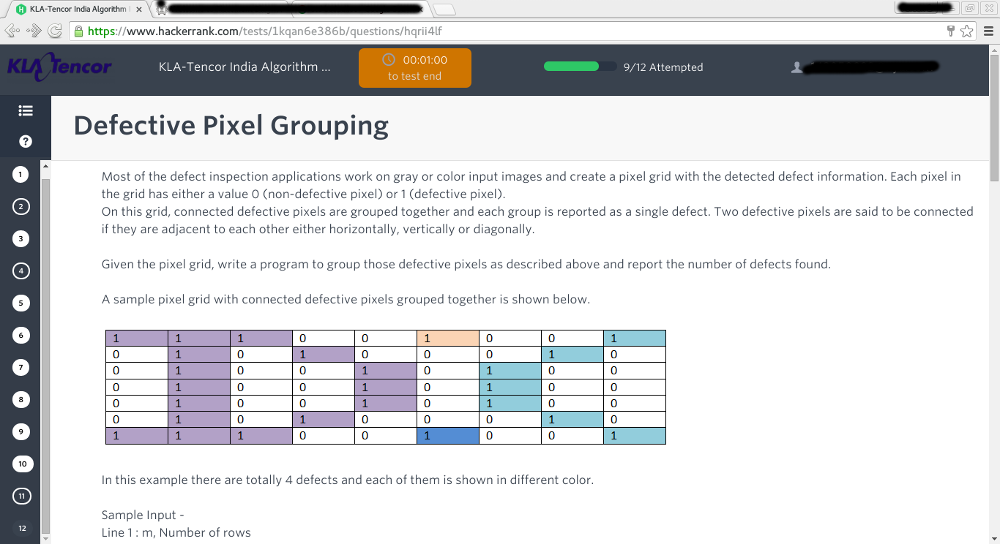 KLA-Tencor India Algorithm
https://www.hackerrank.com/tests/1kqan6e386b/questions/hqrii4lf
KLA Tencor
KLA-Tencor India Algorithm ...
00:01:00
to test end
9/12 Attempted
Defective Pixel Grouping
?
1
2
3
4
5
6
7
8
9
10
11
12
Most of the defect inspection applications work on gray or color input images and create a pixel grid with the detected defect information. Each pixel in
the grid has either a value 0 (non-defective pixel) or 1 (defective pixel).
On this grid, connected defective pixels are grouped together and each group is reported as a single defect. Two defective pixels are said to be connected
if they are adjacent to each other either horizontally, vertically or diagonally.
Given the pixel grid, write a program to group those defective pixels as described above and report the number of defects found.
A sample pixel grid with connected defective pixels grouped together is shown below.
1 1 1 0 0 1 0 0 1
0 1 0 1 0 0 0 1 0
0 1 0 0 1 0 1 0 0
0 1 0 0 1 0 1 0 0
0 1 0 0 1 0 1 0 0
0 1 0 1 0 0 0 1 0
1 1 1 0 0 1 0 0 1
In this example there are totally 4 defects and each of them is shown in different color.
Sample Input -
Line 1 : m, Number of rows